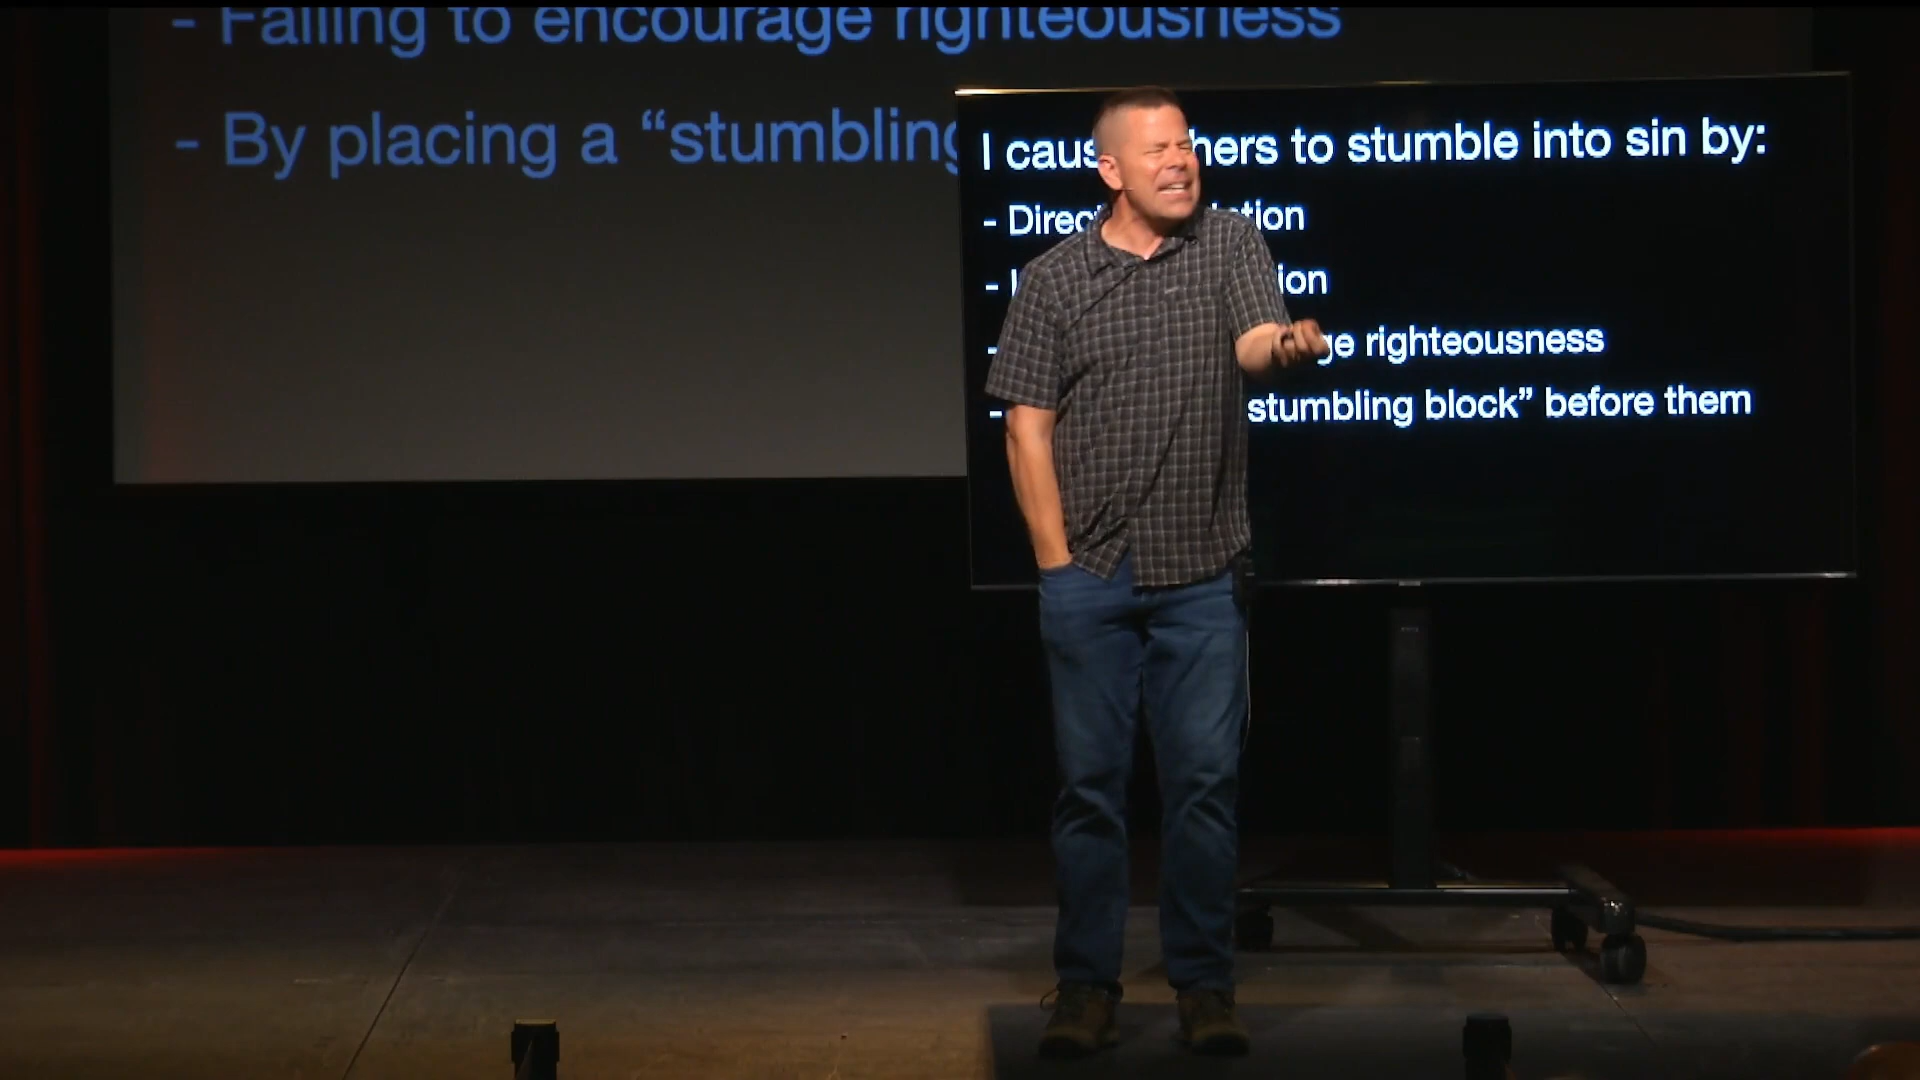 - Failing to encourage righteousness
- By placing a “stumbling
I caus hers to stumble into sin by:
- Direc tation
- ion
- ge righteousness
- stumbling block” before them